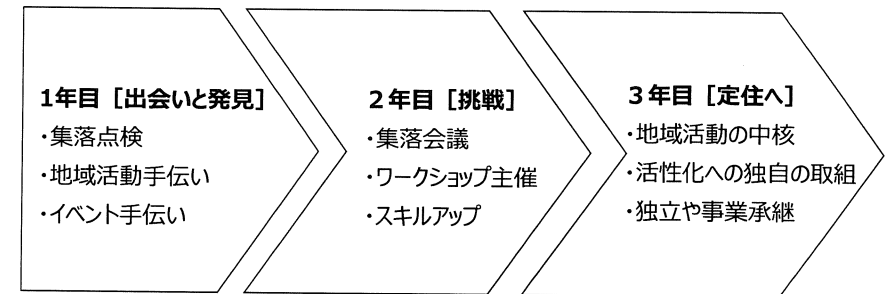 1年目［出会いと発見］
・集落点検
・地域活動手伝い
・イベント手伝い
２年目［挑戦］
・集落会議
・ワークショップ主催
・スキルアップ
３年目［定住へ］
・地域活動の中核
・活性化への独自の取組
・独立や事業承継